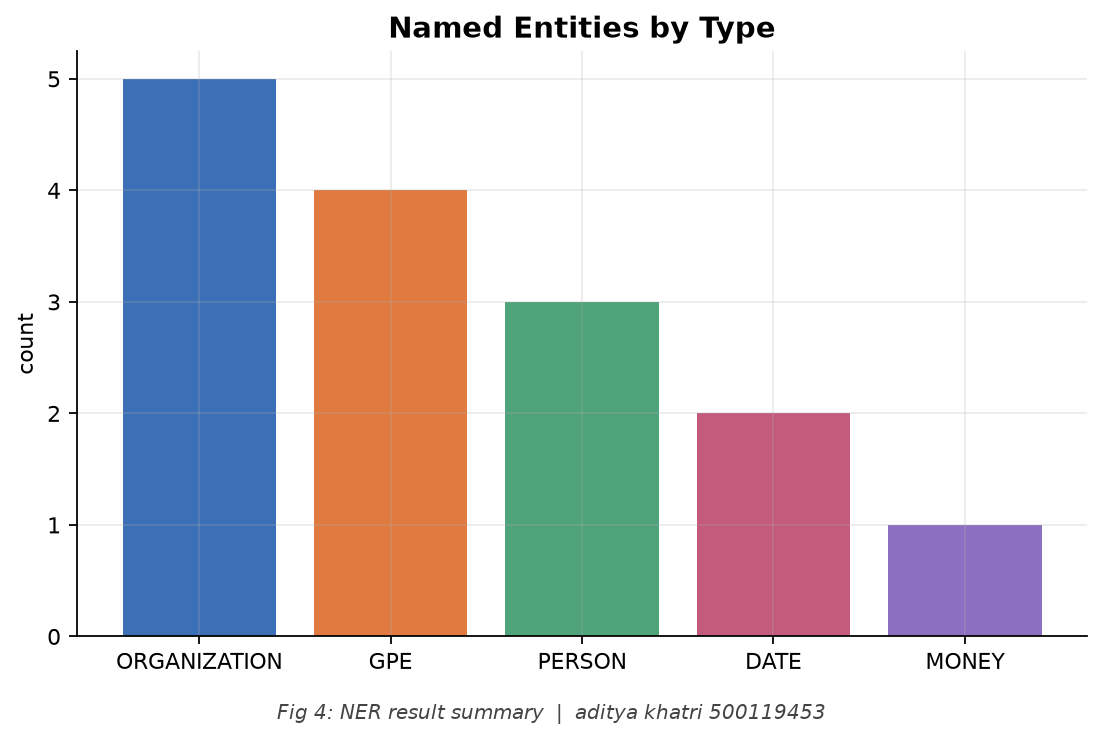 Named Entities by Type
count
5
4
3
2
1
0
ORGANIZATION GPE PERSON DATE MONEY
Fig 4: NER result summary | aditya khatri 500119453